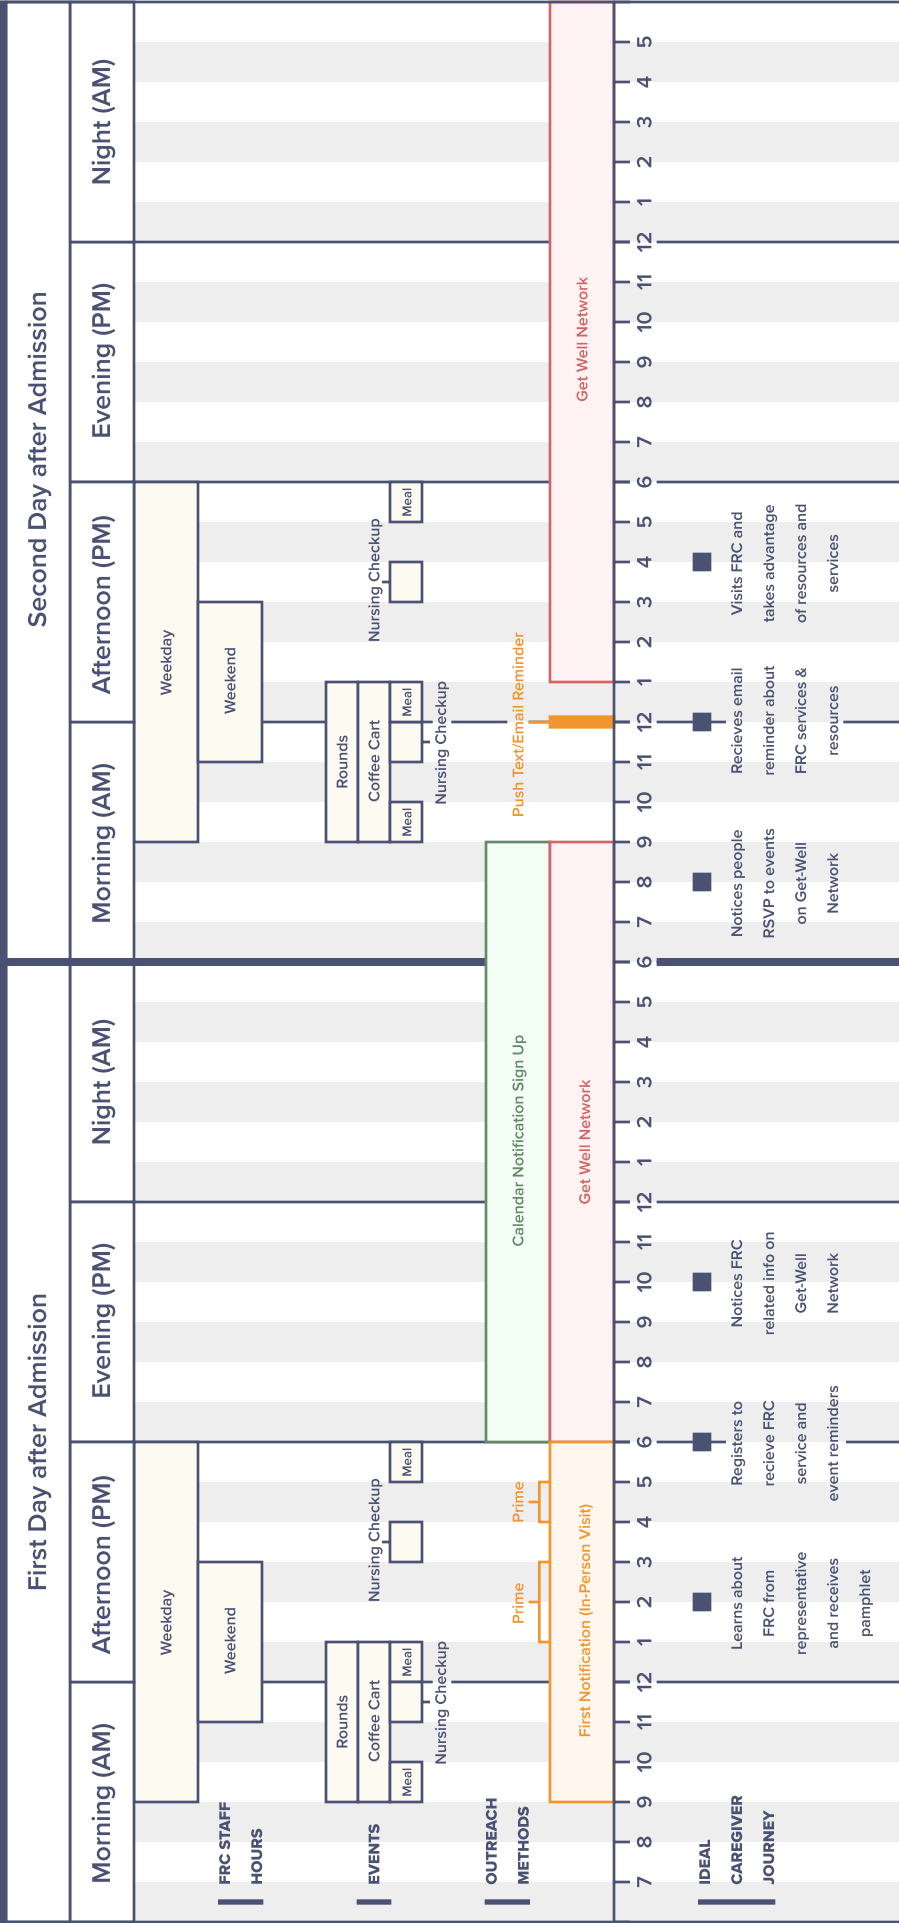 First Day after Admission
Second Day after Admission
Morning (AM)
Afternoon (PM)
Evening (PM)
Night (AM)
Morning (AM)
Afternoon (PM)
Evening (PM)
Night (AM)
FRC STAFF
HOURS
Weekday
Weekend
Weekday
Weekend
EVENTS
Rounds
Coffee Cart
Meal
Meal
Nursing Checkup
Nursing Checkup
Meal
Rounds
Coffee Cart
Meal
Meal
Nursing Checkup
Nursing Checkup
Meal
OUTREACH
METHODS
Prime
Prime
First Notification (In-Person Visit)
Calendar Notification Sign Up
Get Well Network
Push Text/Email Reminder
Get Well Network
7 8 9 10 11 12 1 2 3 4 5 6 7 8 9 10 11 12 1 2 3 4 5 6 7 8 9 10 11 12 1 2 3 4 5 6 7 8 9 10 11 12 1 2 3 4 5
IDEAL
CAREGIVER
JOURNEY
Learns about
FRC from
representative
and receives
pamphlet
Registers to
recieve FRC
service and
event reminders
Notices FRC
related info on
Get-Well
Network
Notices people
RSVP to events
on Get-Well
Network
Recieves email
reminder about
FRC services &
resources
Visits FRC and
takes advantage
of resources and
services